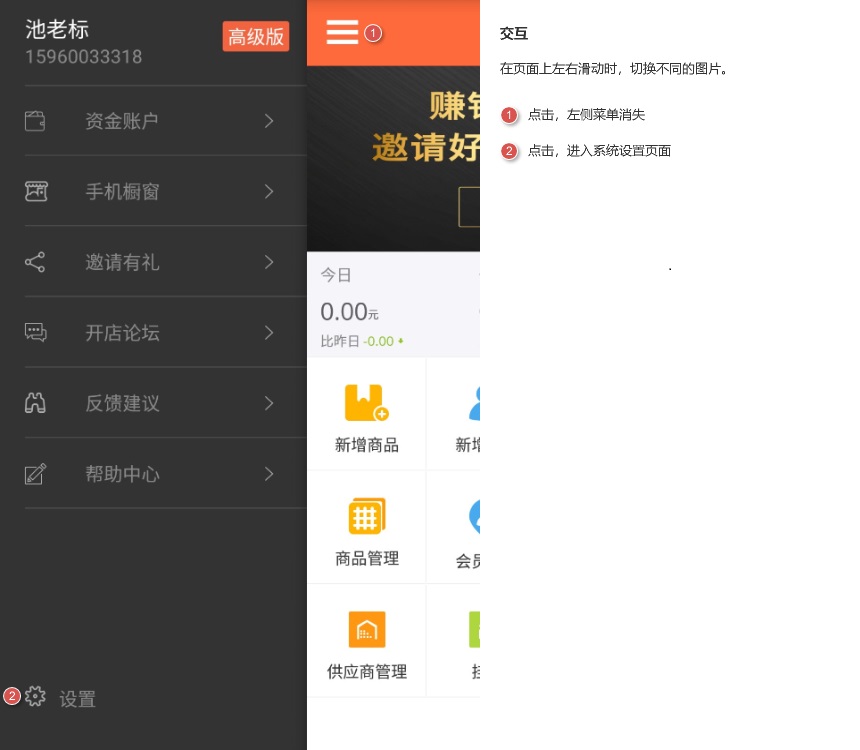 池老标
15960033318
高级版
资金账户
手机橱窗
邀请有礼
开店论坛
反馈建议
帮助中心
2
设置
1
赚
邀请好
今日
0.00元
比昨日 -0.00
新增商品
新增
商品管理
会员
供应商管理
挂
交互
在页面上左右滑动时，切换不同的图片。
1 点击，左侧菜单消失
2 点击，进入系统设置页面
.